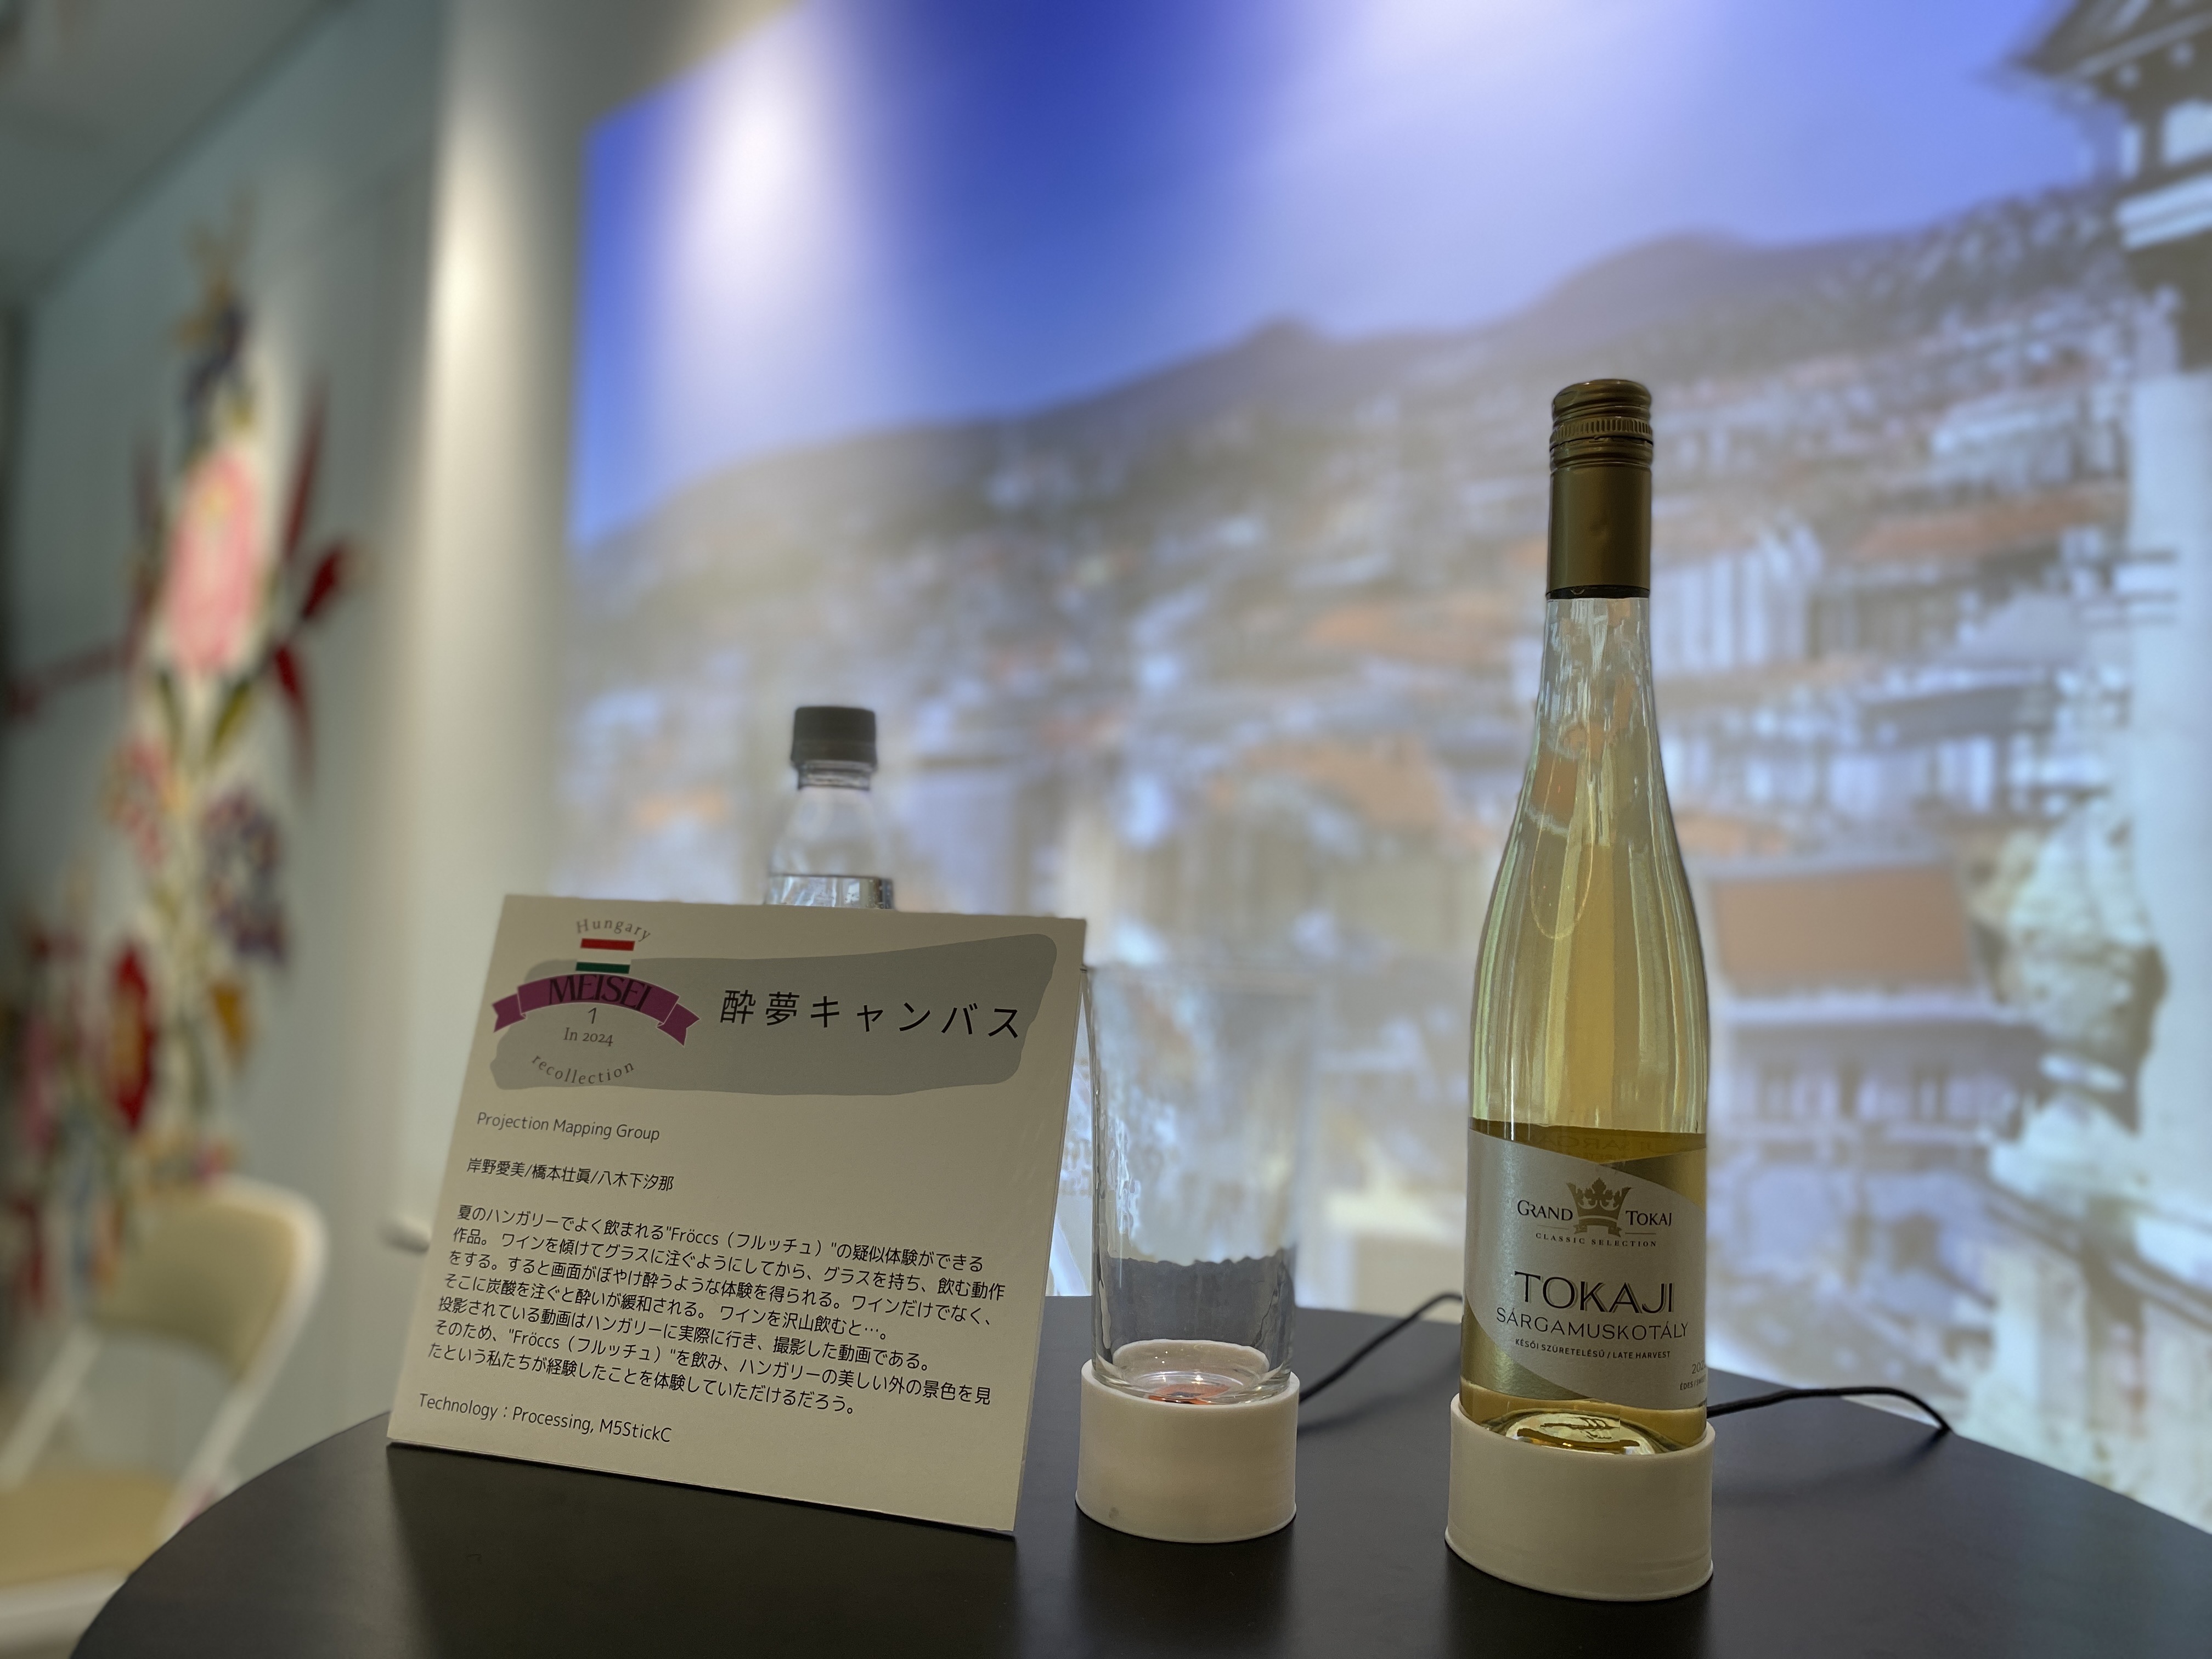 Hungary
MEISEI
1
In 2024
recollection
酔夢キャンバス
Projection Mapping Group
岸野愛美/橋本壮眞/八木下汐那
夏のハンガリーでよく飲まれる"Fröccs（フルッチュ）"の疑似体験ができる
作品。 ワインを傾けてグラスに注ぐようにしてから、グラスを持ち、飲む動作
をする。すると画面がぼやけ酔うような体験を得られる。ワインだけでなく、
そこに炭酸を注ぐと酔いが緩和される。 ワインを沢山飲むと…。
投影されている動画はハンガリーに実際に行き、撮影した動画である。
そのため、"Fröccs（フルッチュ）"を飲み、ハンガリーの美しい外の景色を見
たという私たちが経験したことを体験していただけるだろう。
Technology：Processing, M5StickC
GRAND TOKAJ
CLASSIC SELECTION
TOKAJI
SÁRGAMUSKOTÁLY
KÉSŐI SZÜRETELÉSŰ / LATE HARVEST